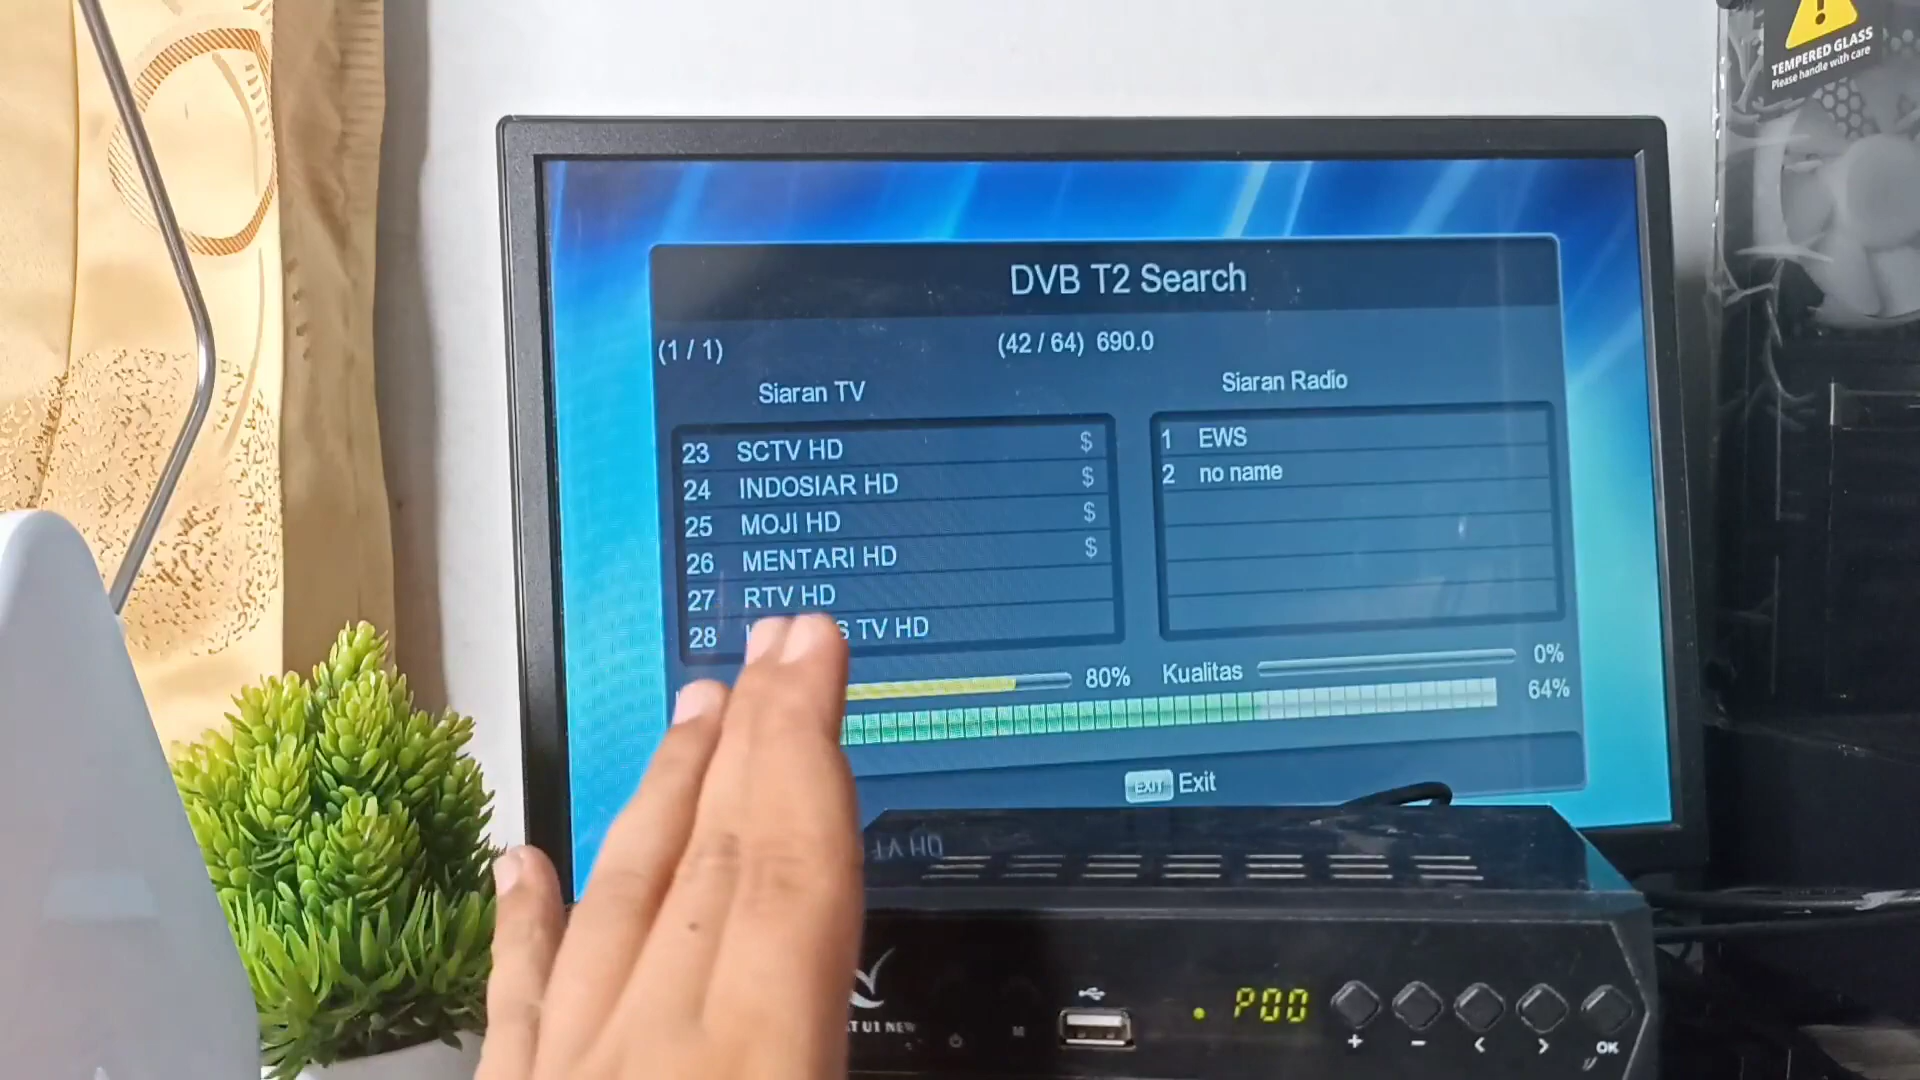 TEMPERED GLASS
Please handle with care
DVB T2 Search
(1 / 1)
(42 / 64) 690.0
Siaran TV
Siaran Radio
23 SCTV HD $
24 INDOSIAR HD $
25 MOJI HD $
26 MENTARI HD $
27 RTV HD
28 TV HD
1 EWS
2 no name
80%
Kualitas
0%
64%
EXIT Exit
U1 NEW
P00
+
-
<
>
OK